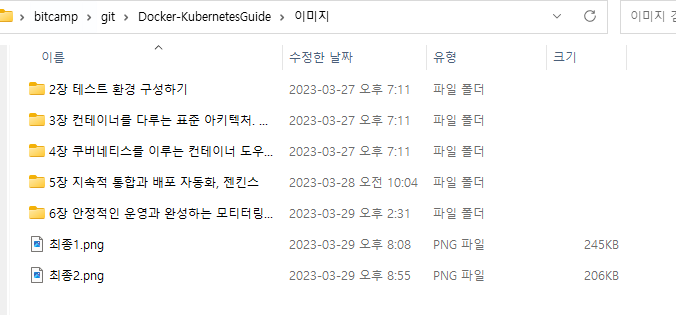 bitcamp > git > Docker-KubernetesGuide > 이미지 이미지 검
이름 수정한 날짜 유형 크기
2장 테스트 환경 구성하기 2023-03-27 오후 7:11 파일 폴더
3장 컨테이너를 다루는 표준 아키텍처. ... 2023-03-27 오후 7:11 파일 폴더
4장 쿠버네티스를 이루는 컨테이너 도우... 2023-03-27 오후 7:11 파일 폴더
5장 지속적 통합과 배포 자동화, 젠킨스 2023-03-28 오전 10:04 파일 폴더
6장 안정적인 운영과 완성하는 모티터링... 2023-03-29 오후 2:31 파일 폴더
최종1.png 2023-03-29 오후 8:08 PNG 파일 245KB
최종2.png 2023-03-29 오후 8:55 PNG 파일 206KB